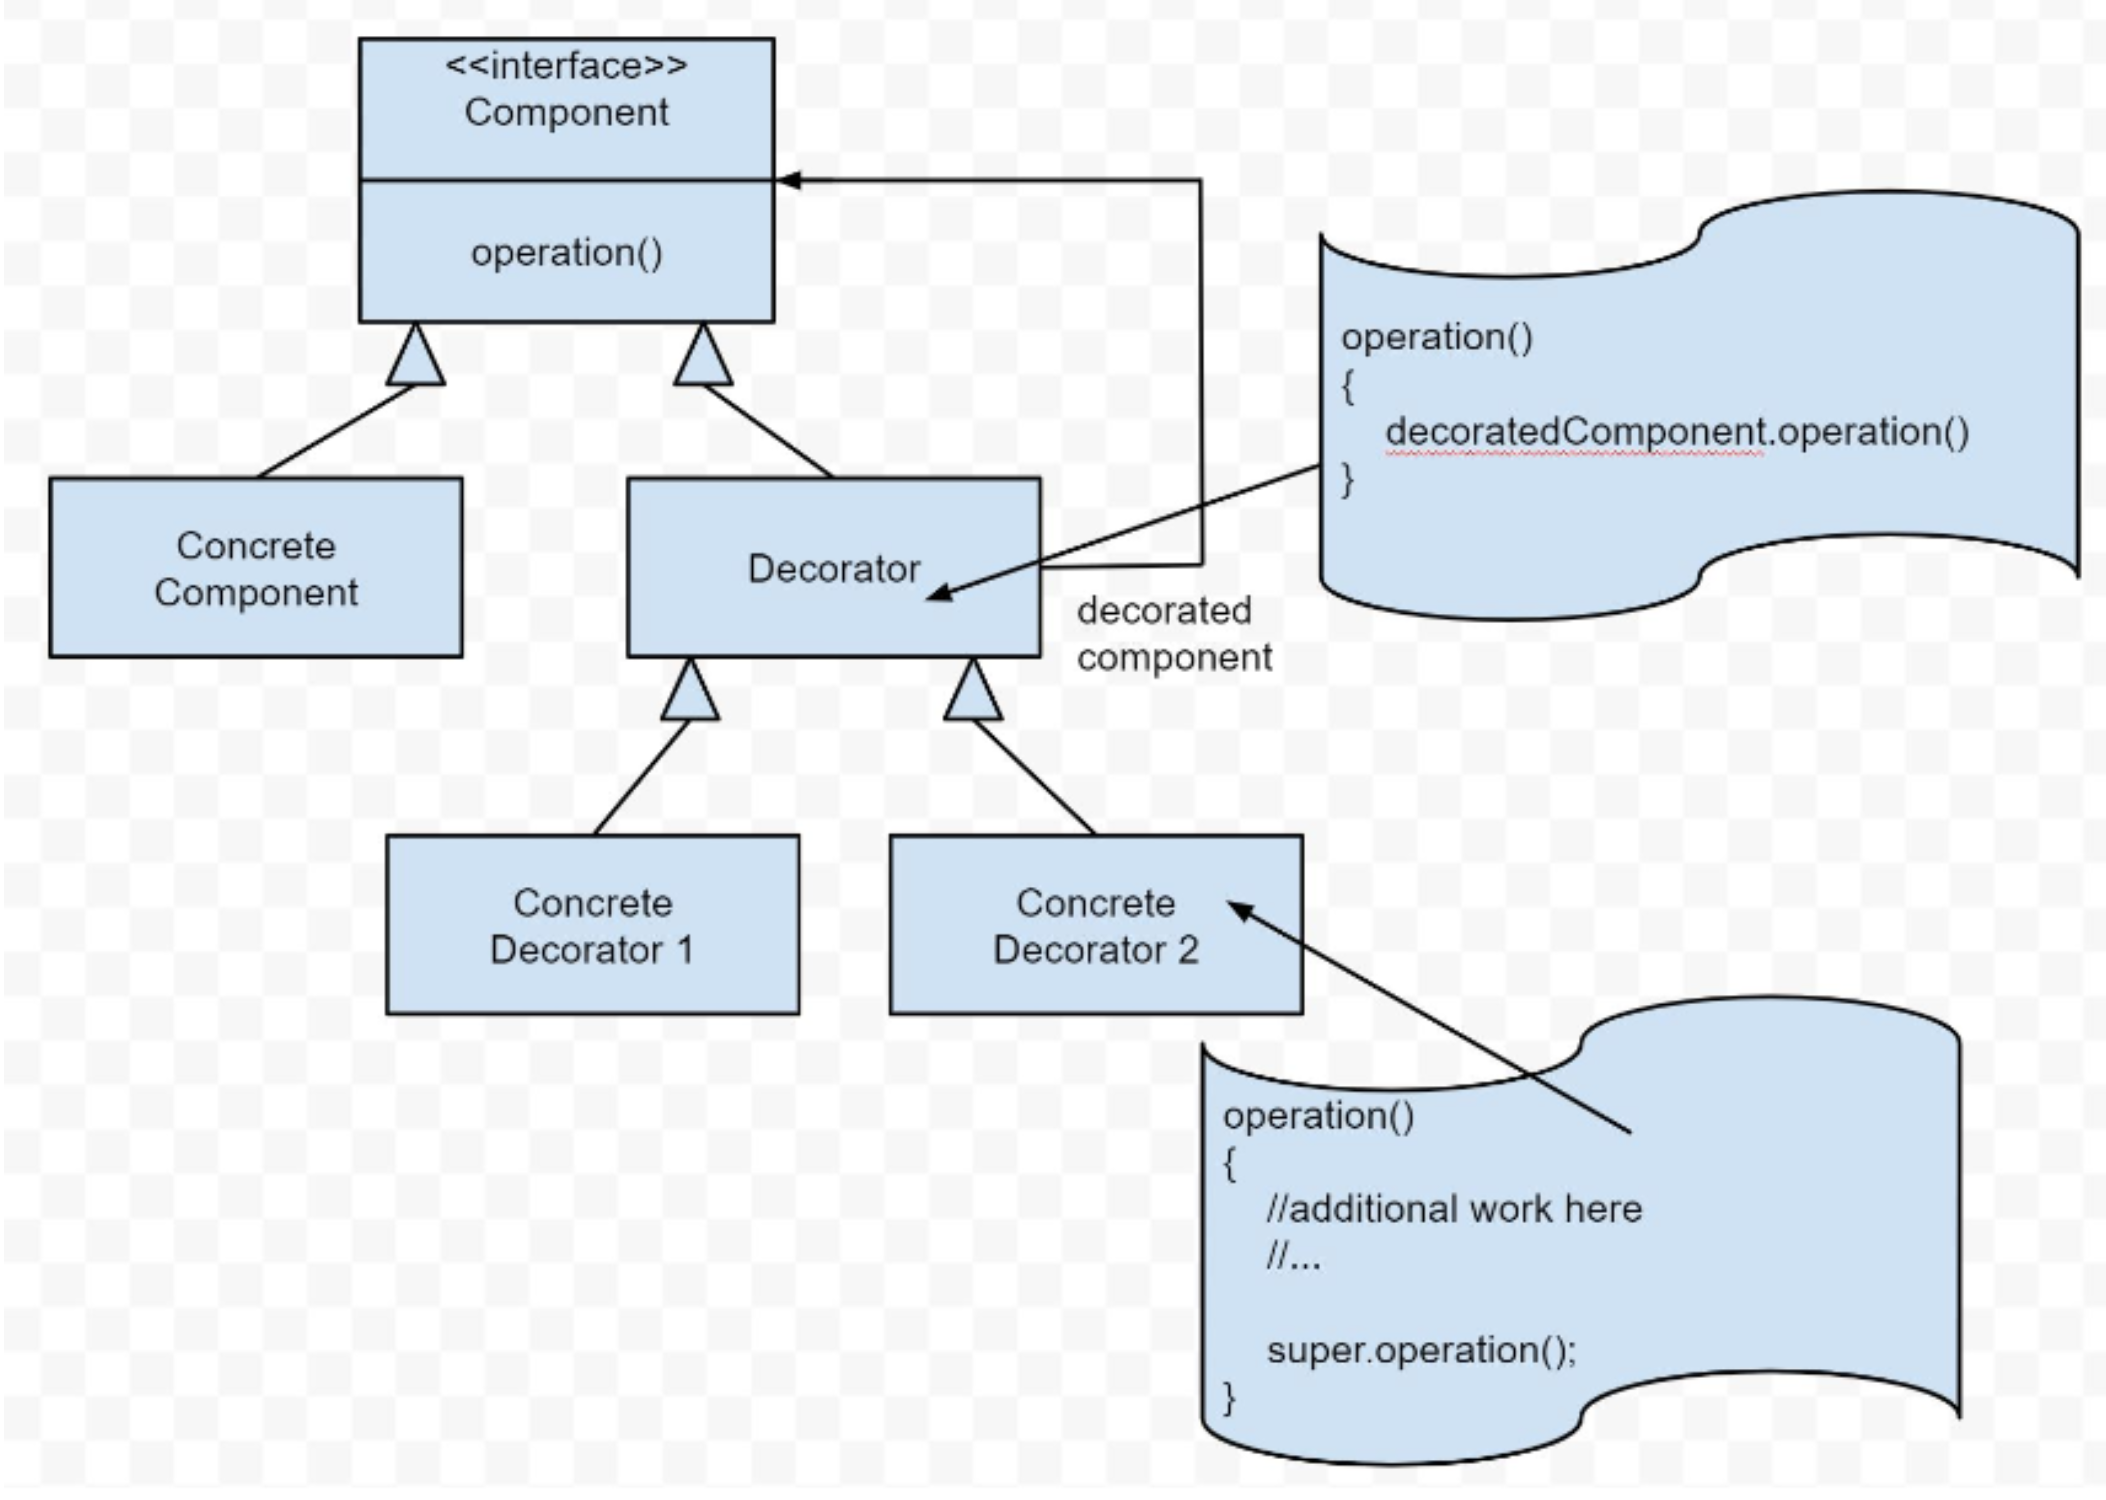 <<interface>>
Component
operation()
operation()
{
decoratedComponent.operation()
}
Concrete
Component
Decorator
decorated
component
Concrete
Decorator 1
Concrete
Decorator 2
operation()
{
//additional work here
//...
super.operation();
}